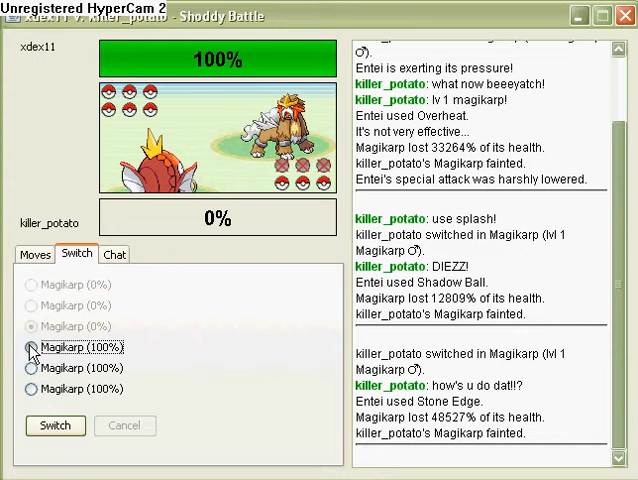 Unregistered HyperCam 2
xdex11 v. killer_potato - Shoddy Battle
xdex11
100%
killer_potato
0%
Moves
Switch
Chat
Magikarp (0%)
Magikarp (0%)
Magikarp (0%)
Magikarp (100%)
Magikarp (100%)
Magikarp (100%)
Switch
Cancel
♂).
Entei is exerting its pressure!
killer_potato: what now beeeyatch!
killer_potato: lv 1 magikarp!
Entei used Overheat.
It's not very effective...
Magikarp lost 33264% of its health.
killer_potato's Magikarp fainted.
Entei's special attack was harshly lowered.
killer_potato: use splash!
killer_potato switched in Magikarp (lvl 1
Magikarp ♂).
killer_potato: DIEZZ!
Entei used Shadow Ball.
Magikarp lost 12809% of its health.
killer_potato's Magikarp fainted.
killer_potato switched in Magikarp (lvl 1
Magikarp ♂).
killer_potato: how's u do dat!!?
Entei used Stone Edge.
Magikarp lost 48527% of its health.
killer_potato's Magikarp fainted.